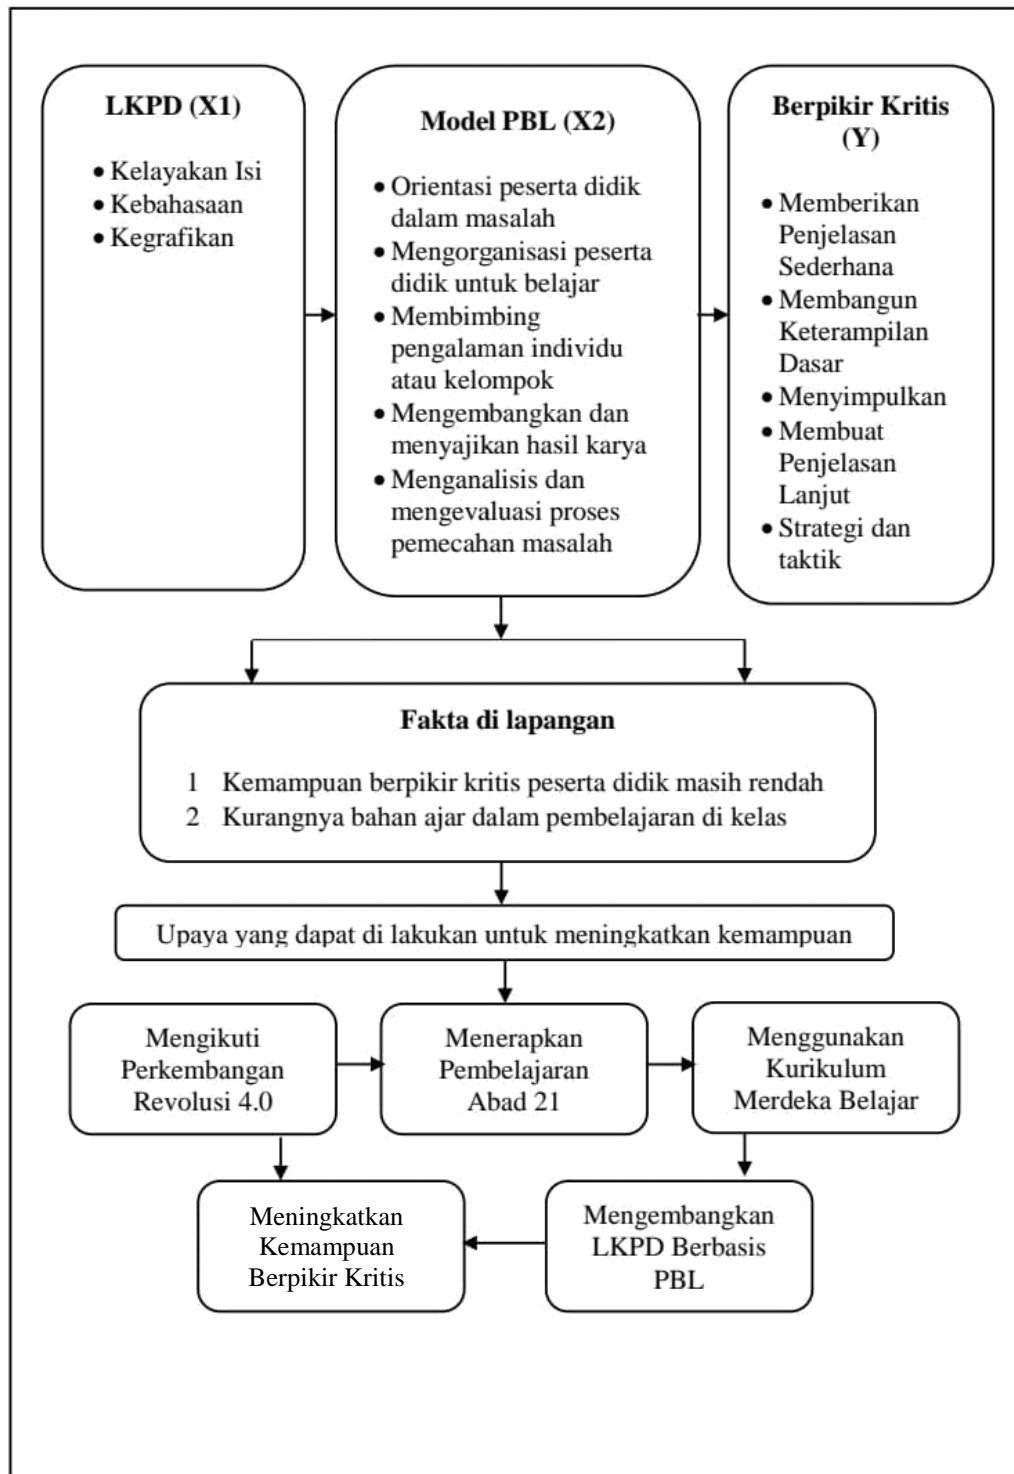 LKPD (X1)
• Kelayakan Isi
• Kebahasaan
• Kegrafikan
Model PBL (X2)
• Orientasi peserta didik
dalam masalah
• Mengorganisasi peserta
didik untuk belajar
• Membimbing
pengalaman individu
atau kelompok
• Mengembangkan dan
menyajikan hasil karya
• Menganalisis dan
mengevaluasi proses
pemecahan masalah
Berpikir Kritis
(Y)
• Memberikan
Penjelasan
Sederhana
• Membangun
Keterampilan
Dasar
• Menyimpulkan
• Membuat
Penjelasan
Lanjut
• Strategi dan
taktik
Fakta di lapangan
1 Kemampuan berpikir kritis peserta didik masih rendah
2 Kurangnya bahan ajar dalam pembelajaran di kelas
Upaya yang dapat di lakukan untuk meningkatkan kemampuan
Mengikuti
Perkembangan
Revolusi 4.0
Menerapkan
Pembelajaran
Abad 21
Menggunakan
Kurikulum
Merdeka Belajar
Meningkatkan
Kemampuan
Berpikir Kritis
Mengembangkan
LKPD Berbasis
PBL